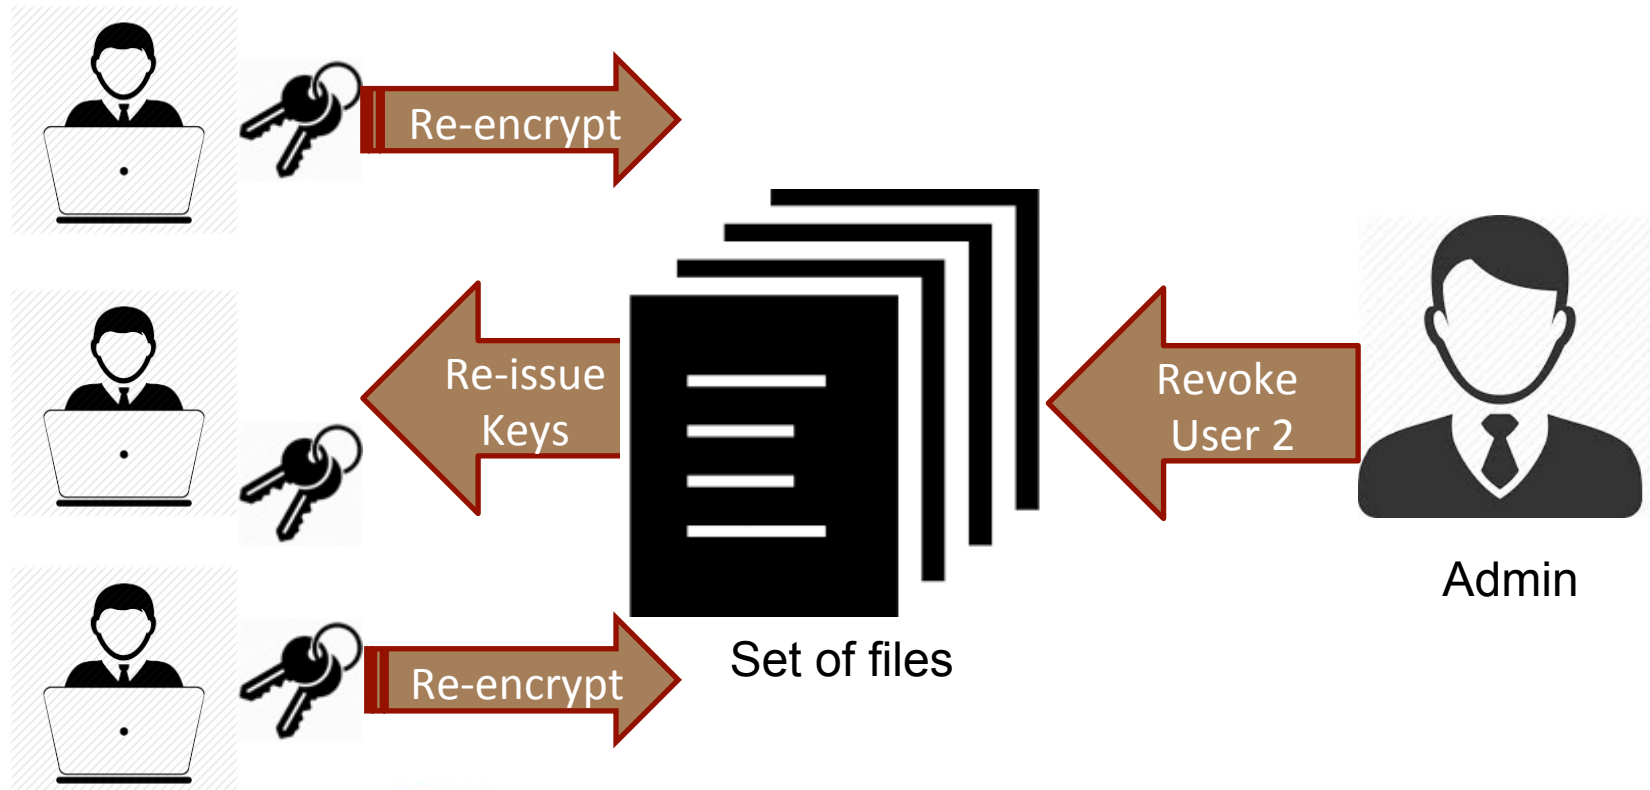 Re-encrypt
Re-issue
Keys
Revoke
User 2
Admin
Set of files
Re-encrypt